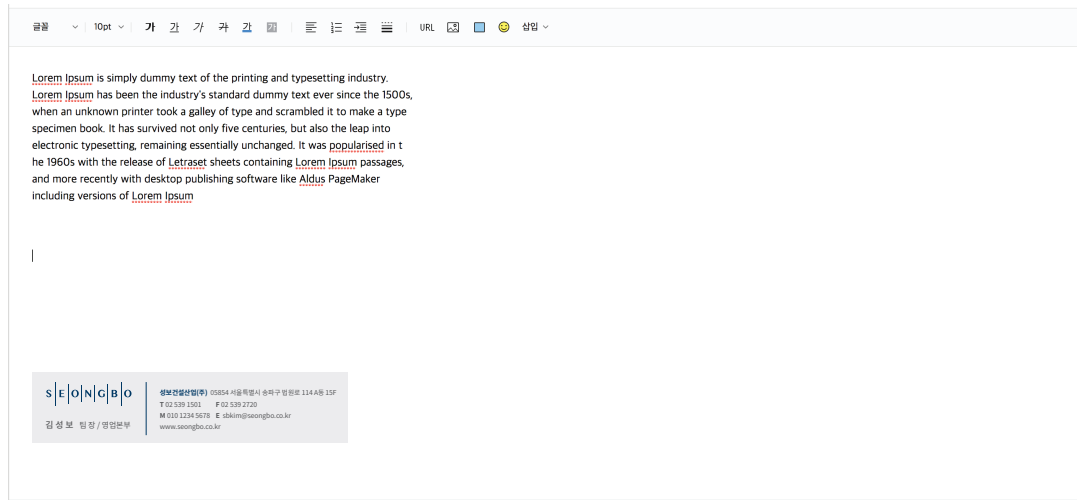 글꼴 10pt 가 가 가 가 가 가 URL 삽입
Lorem Ipsum is simply dummy text of the printing and typesetting industry.
Lorem Ipsum has been the industry's standard dummy text ever since the 1500s,
when an unknown printer took a galley of type and scrambled it to make a type
specimen book. It has survived not only five centuries, but also the leap into
electronic typesetting, remaining essentially unchanged. It was popularised in t
he 1960s with the release of Letraset sheets containing Lorem Ipsum passages,
and more recently with desktop publishing software like Aldus PageMaker
including versions of Lorem Ipsum
SEONGBO
김성보 팀장/영업본부
성보건설산업(주) 05854 서울특별시 송파구 법원로 114 A동 15F
T 02 539 1501 F 02 539 2720
M 010 1234 5678 E sbkim@seongbo.co.kr
www.seongbo.co.kr